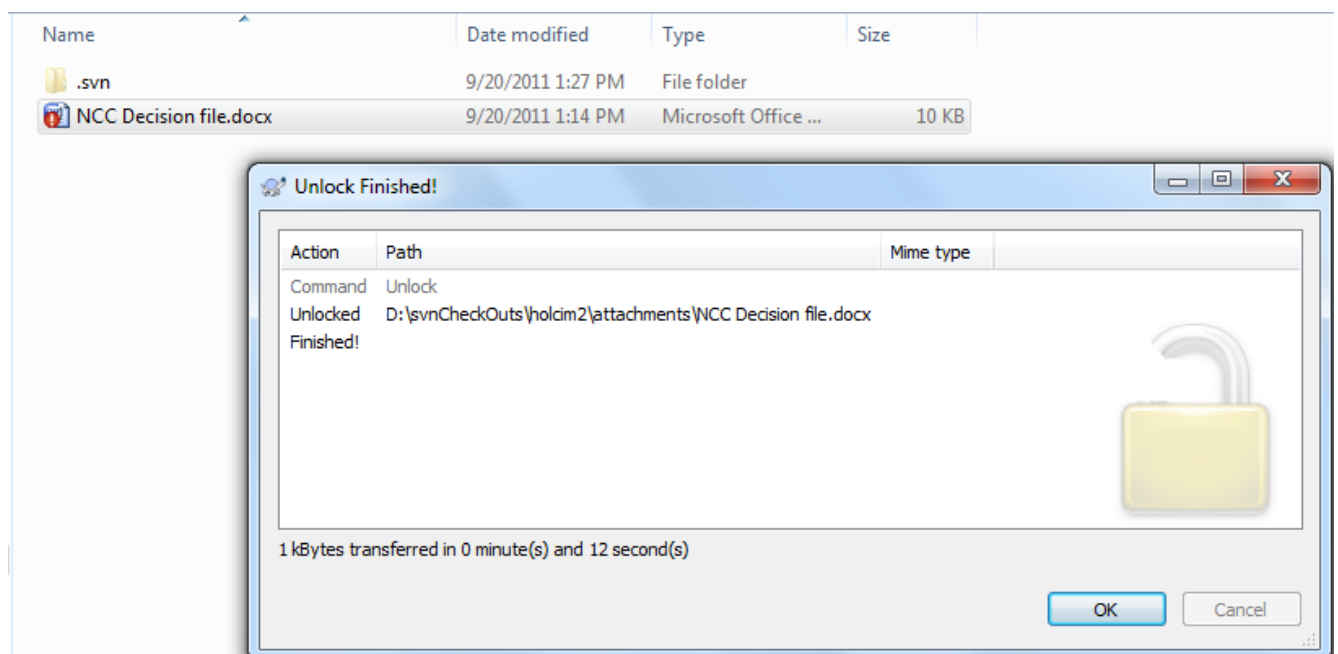 Name Date modified Type Size
.svn 9/20/2011 1:27 PM File folder
NCC Decision file.docx 9/20/2011 1:14 PM Microsoft Office ... 10 KB
Unlock Finished!
Action Path Mime type
Command Unlock
Unlocked D:\svnCheckOuts\holcim2\attachments\NCC Decision file.docx
Finished!
1 kBytes transferred in 0 minute(s) and 12 second(s)
OK Cancel